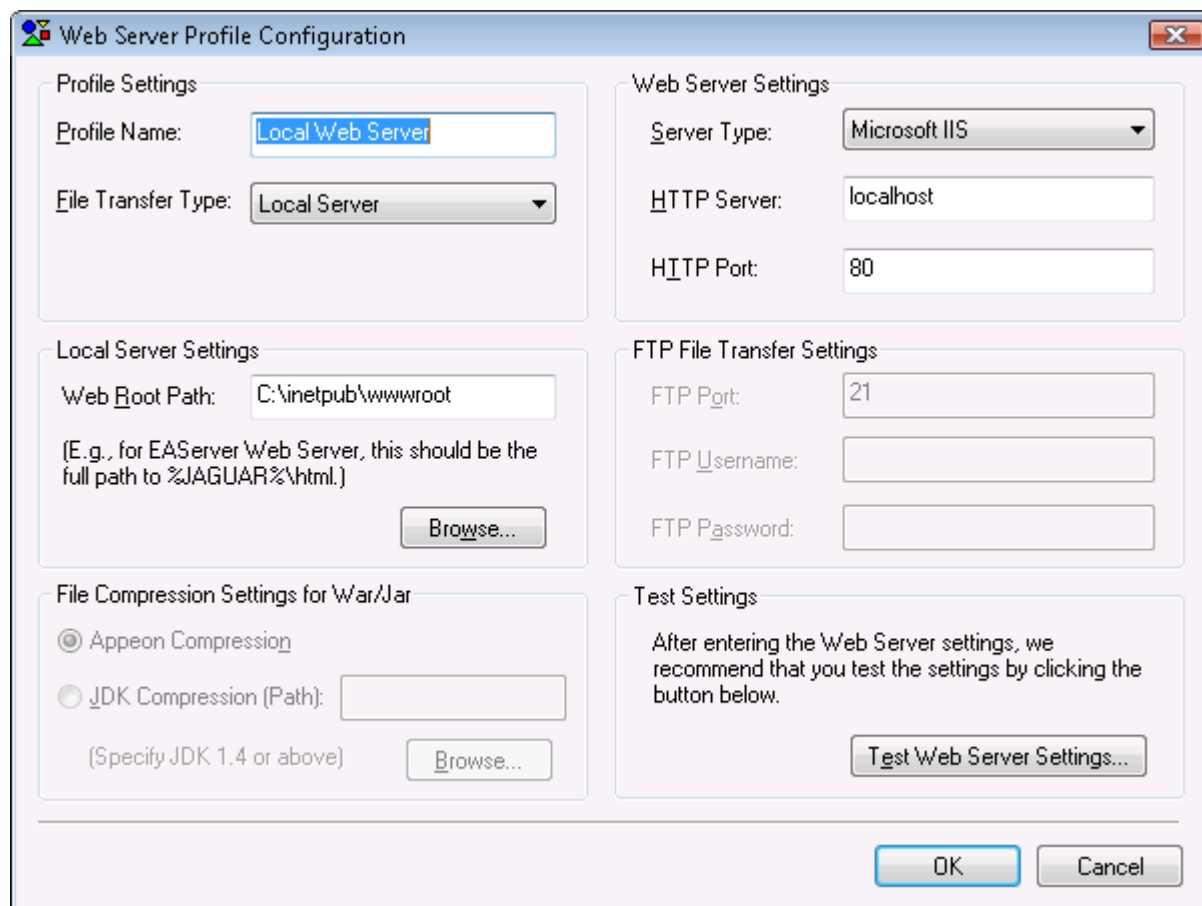 Web Server Profile Configuration
Profile Settings
Profile Name:
Local Web Server
File Transfer Type:
Local Server
Web Server Settings
Server Type:
Microsoft IIS
HTTP Server:
localhost
HTTP Port:
80
Local Server Settings
Web Root Path:
C:\inetpub\wwwroot
(E.g., for EAServer Web Server, this should be the
full path to %JAGUAR%\html.)
Browse...
FTP File Transfer Settings
FTP Port:
21
FTP Username:
FTP Password:
File Compression Settings for War/Jar
Appeon Compression
JDK Compression (Path):
(Specify JDK 1.4 or above)
Browse...
Test Settings
After entering the Web Server settings, we
recommend that you test the settings by clicking the
button below.
Test Web Server Settings...
OK
Cancel